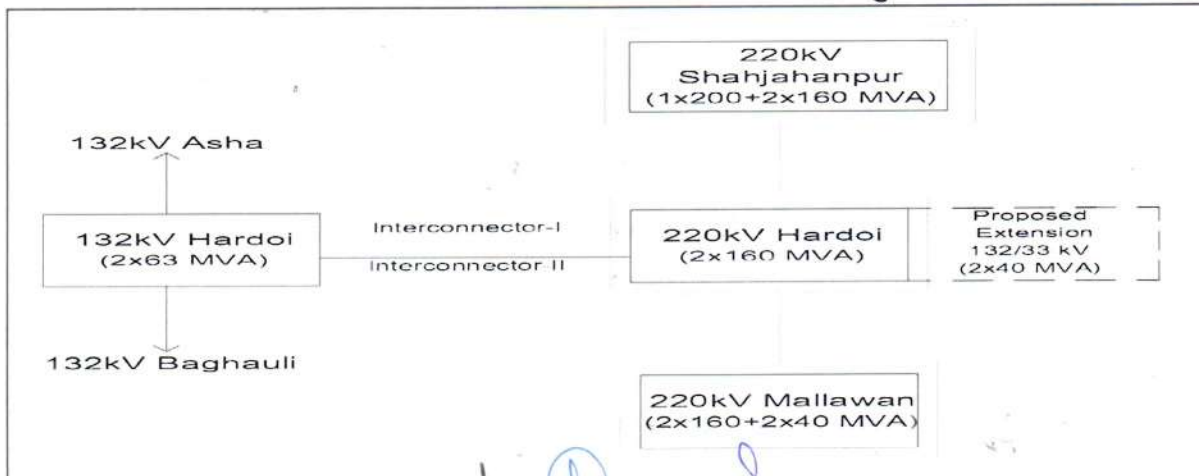 220kV
Shahjahanpur
(1x200+2x160 MVA)
132kV Asha
132kV Hardoi
(2x63 MVA)
Interconnector-I
Interconnector-II
220kV Hardoi
(2x160 MVA)
Proposed
Extension
132/33 kV
(2x40 MVA)
132kV Baghauli
220kV Mallawan
(2x160+2x40 MVA)